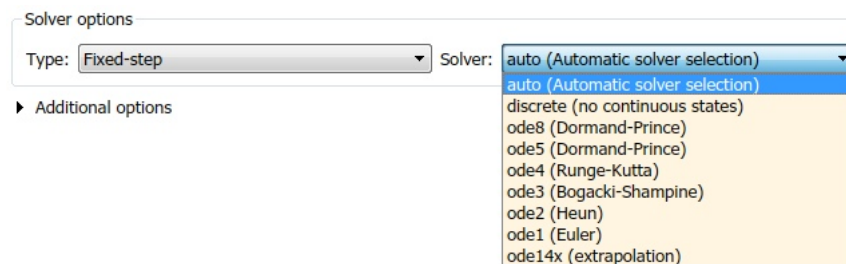 Solver options
Type: Fixed-step Solver: auto (Automatic solver selection)
auto (Automatic solver selection)
Additional options
discrete (no continuous states)
ode8 (Dormand-Prince)
ode5 (Dormand-Prince)
ode4 (Runge-Kutta)
ode3 (Bogacki-Shampine)
ode2 (Heun)
ode1 (Euler)
ode14x (extrapolation)